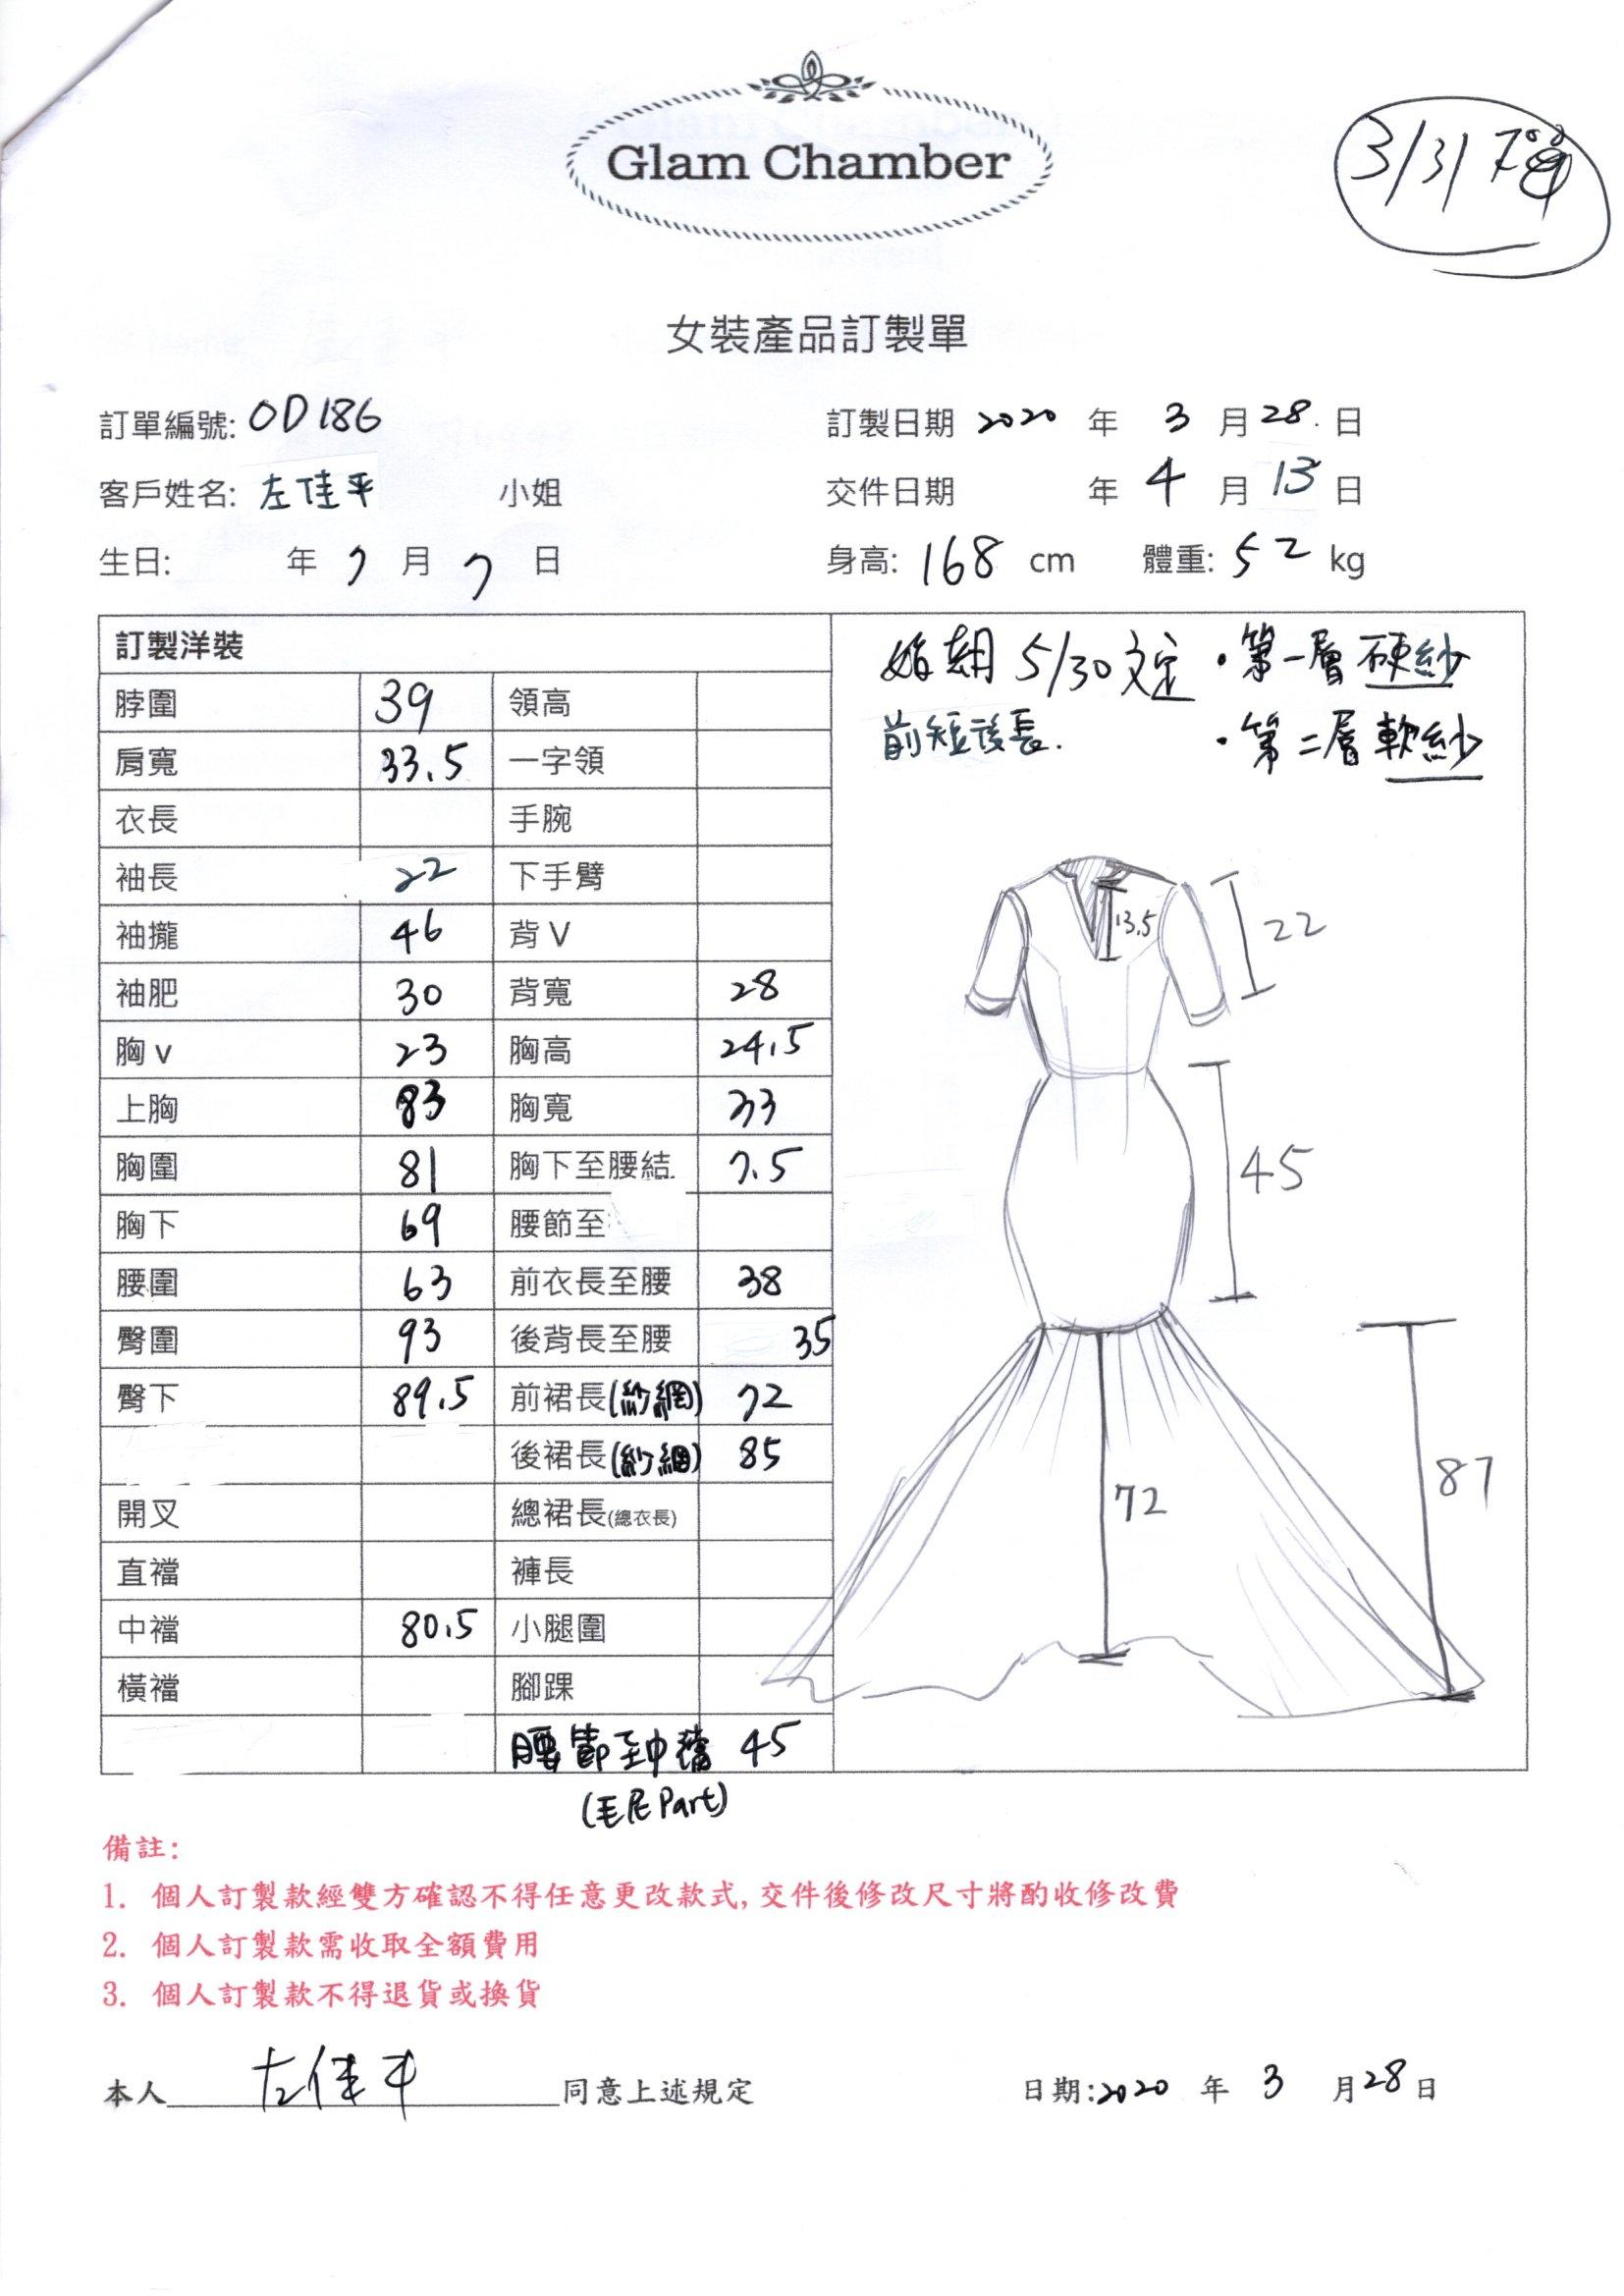 Glam Chamber
3/31
女裝產品訂製單
訂單編號: OD186 訂製日期 2020 年 3 月 28 日
客戶姓名: 左佳平 小姐 交件日期 年 4 月 13 日
生日: 年 7 月 7 日 身高: 168 cm 體重: 52 kg
訂製洋裝
脖圍 39 領高
肩寬 33.5 一字領
衣長 手腕
袖長 22 下手臂
袖攏 46 背 V
袖肥 30 背寬 28
胸 v 23 胸高 24.5
上胸 83 胸寬 33
胸圍 81 胸下至腰結 7.5
胸下 69 腰節至
腰圍 63 前衣長至腰 38
臀圍 93 後背長至腰 35
臀下 89.5 前裙長(紗網) 72
後裙長(紗網) 85
開叉 總裙長(總衣長)
直襠 褲長
中襠 80.5 小腿圍
橫襠 腳踝
腰節至中襠 45
(毛尼Part)
婚期 5/30文定 ・第一層 硬紗
前短後長. ・第二層 軟紗
13.5
22
45
72
87
備註:
1. 個人訂製款經雙方確認不得任意更改款式,交件後修改尺寸將酌收修改費
2. 個人訂製款需收取全額費用
3. 個人訂製款不得退貨或換貨
本人 左佳平 同意上述規定 日期:2020 年 3 月 28 日